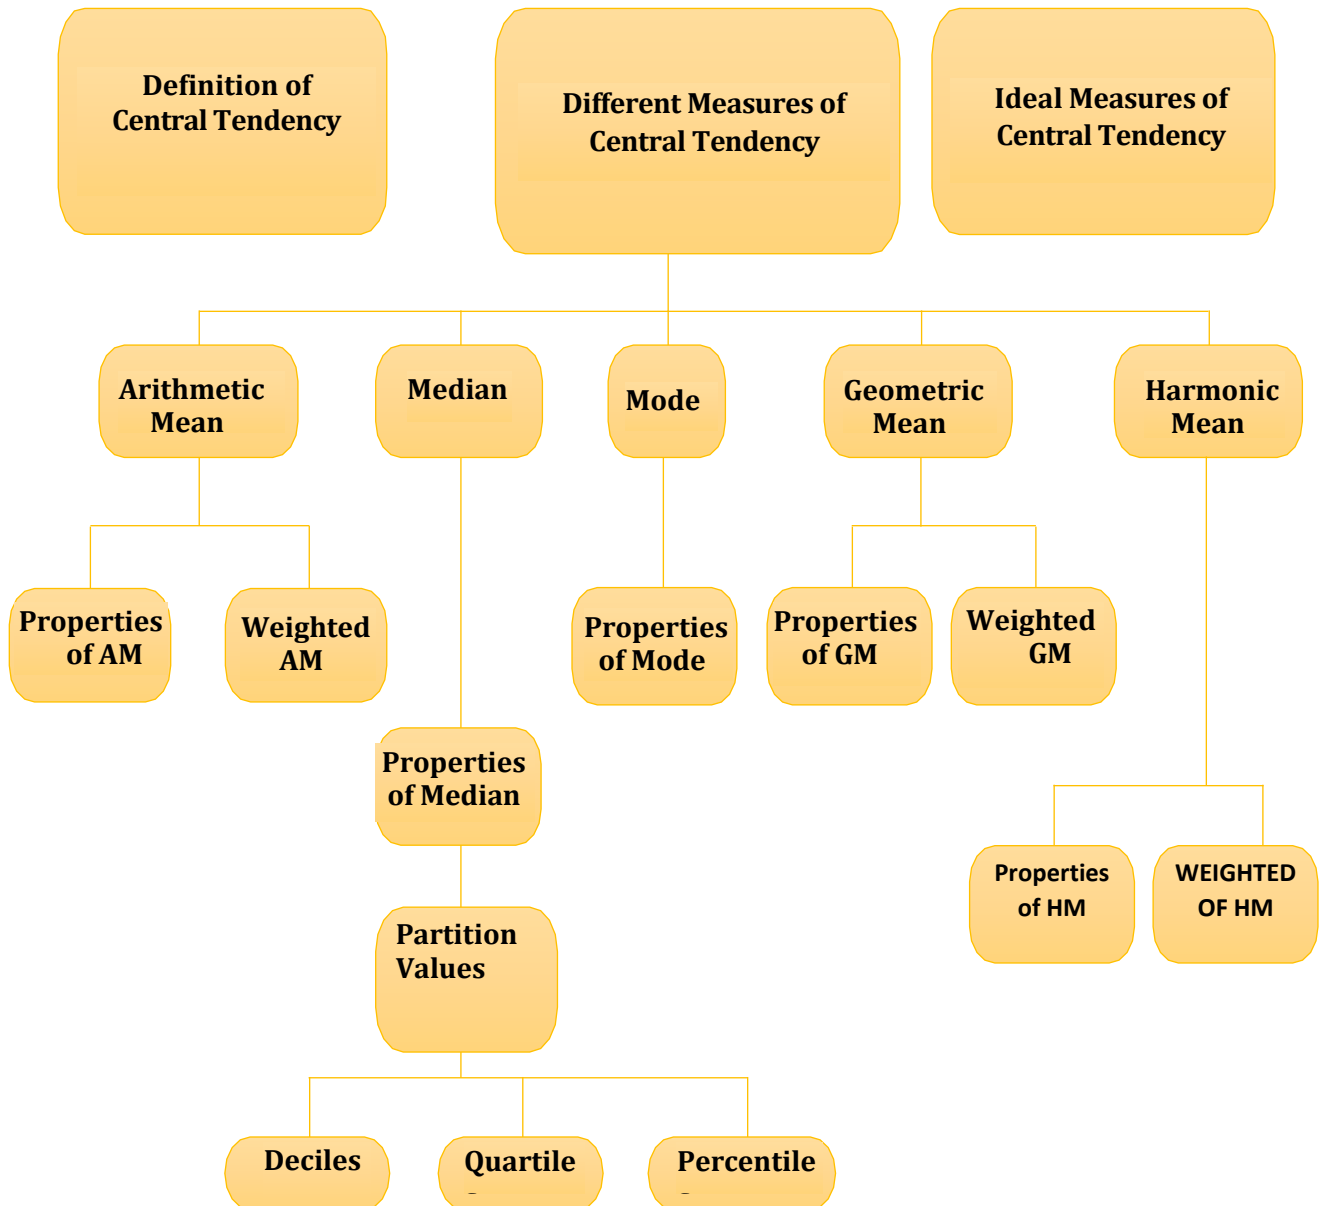 Definition of
Central Tendency
Different Measures of
Central Tendency
Ideal Measures of
Central Tendency
Arithmetic
Mean
Median
Mode
Geometric
Mean
Harmonic
Mean
Properties
of AM
Weighted
AM
Properties
of Mode
Properties
of GM
Weighted
GM
Properties
of Median
Properties
of HM
WEIGHTED
OF HM
Partition
Values
Deciles
Quartile
Percentile